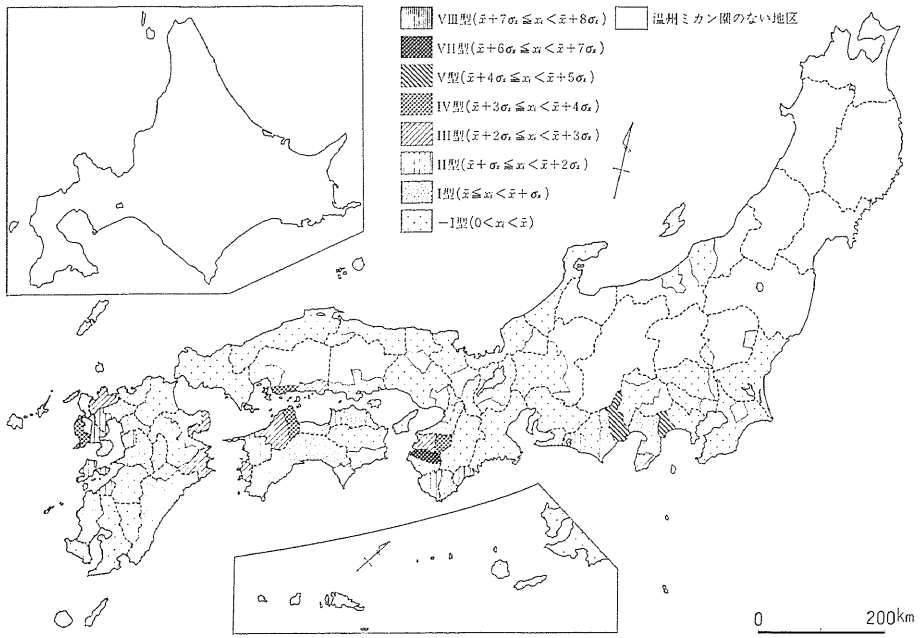 VIII型(x̄+7σₓ≦xᵢ<x̄+8σₓ)
VII型(x̄+6σₓ≦xᵢ<x̄+7σₓ)
V型(x̄+4σₓ≦xᵢ<x̄+5σₓ)
IV型(x̄+3σₓ≦xᵢ<x̄+4σₓ)
III型(x̄+2σₓ≦xᵢ<x̄+3σₓ)
II型(x̄+σₓ≦xᵢ<x̄+2σₓ)
I型(x̄≦xᵢ<x̄+σₓ)
−I型(0<xᵢ<x̄)
温州ミカン園のない地区
0 200km